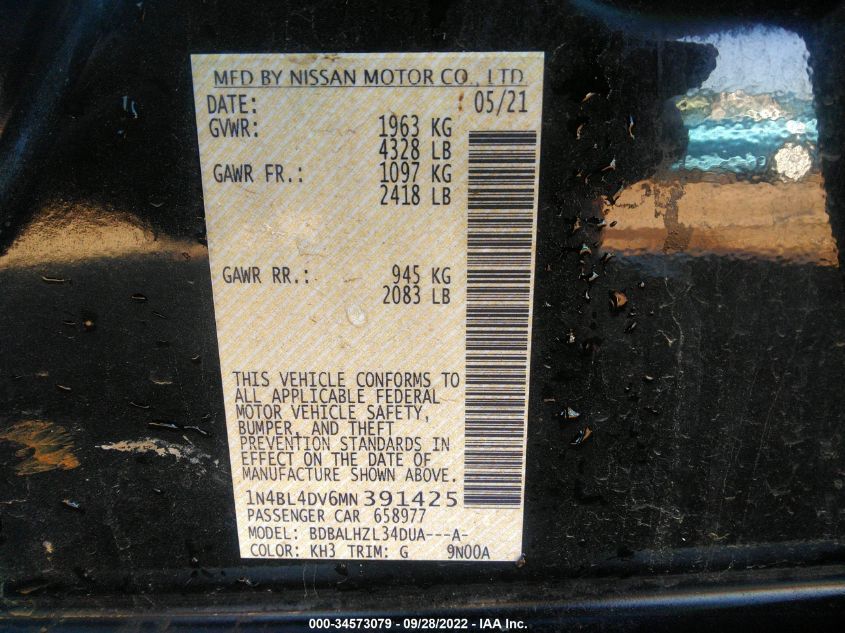 MFD BY NISSAN MOTOR CO., LTD.
DATE: 05/21
GVWR: 1963 KG
4328 LB
GAWR FR.: 1097 KG
2418 LB
GAWR RR.: 945 KG
2083 LB
THIS VEHICLE CONFORMS TO
ALL APPLICABLE FEDERAL
MOTOR VEHICLE SAFETY,
BUMPER, AND THEFT
PREVENTION STANDARDS IN
EFFECT ON THE DATE OF
MANUFACTURE SHOWN ABOVE.
1N4BL4DV6MN 391425
PASSENGER CAR 658977
MODEL: BDBALHZL34DUA---A-
COLOR: KH3 TRIM: G 9N00A
000-34573079 - 09/28/2022 - IAA Inc.